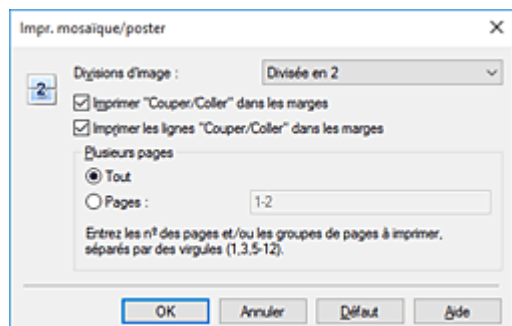 Impr. mosaïque/poster
Divisions d'image : Divisée en 2
2
Imprimer "Couper/Coller" dans les marges
Imprimer les lignes "Couper/Coller" dans les marges
Plusieurs pages
Tout
Pages : 1-2
Entrez les nº des pages et/ou les groupes de pages à imprimer,
séparés par des virgules (1,3,5-12).
OK Annuler Défaut Aide